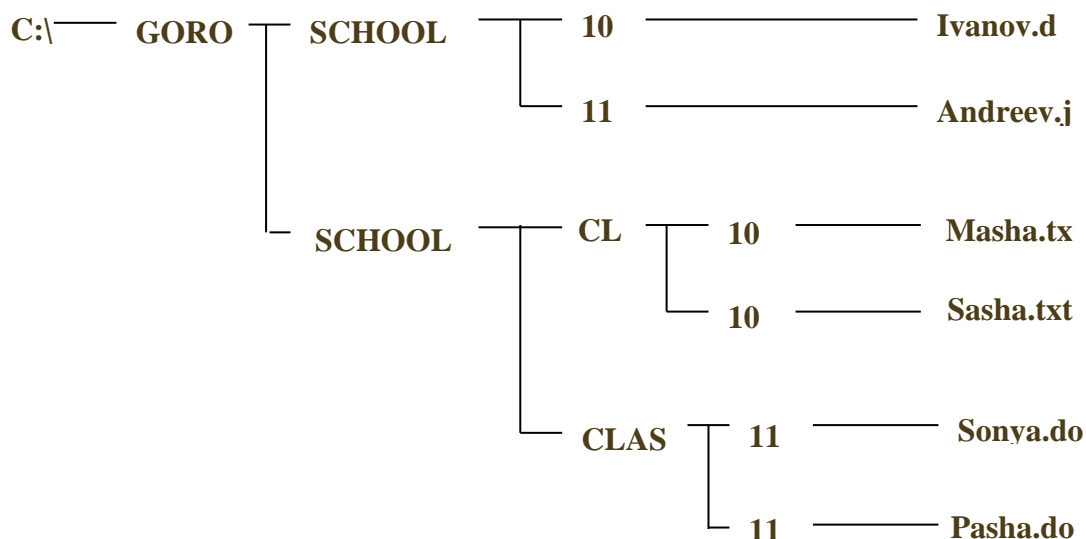 C:\ GORO SCHOOL 10 Ivanov.d
11 Andreev.j
SCHOOL CL 10 Masha.tx
10 Sasha.txt
CLAS 11 Sonya.do
11 Pasha.do